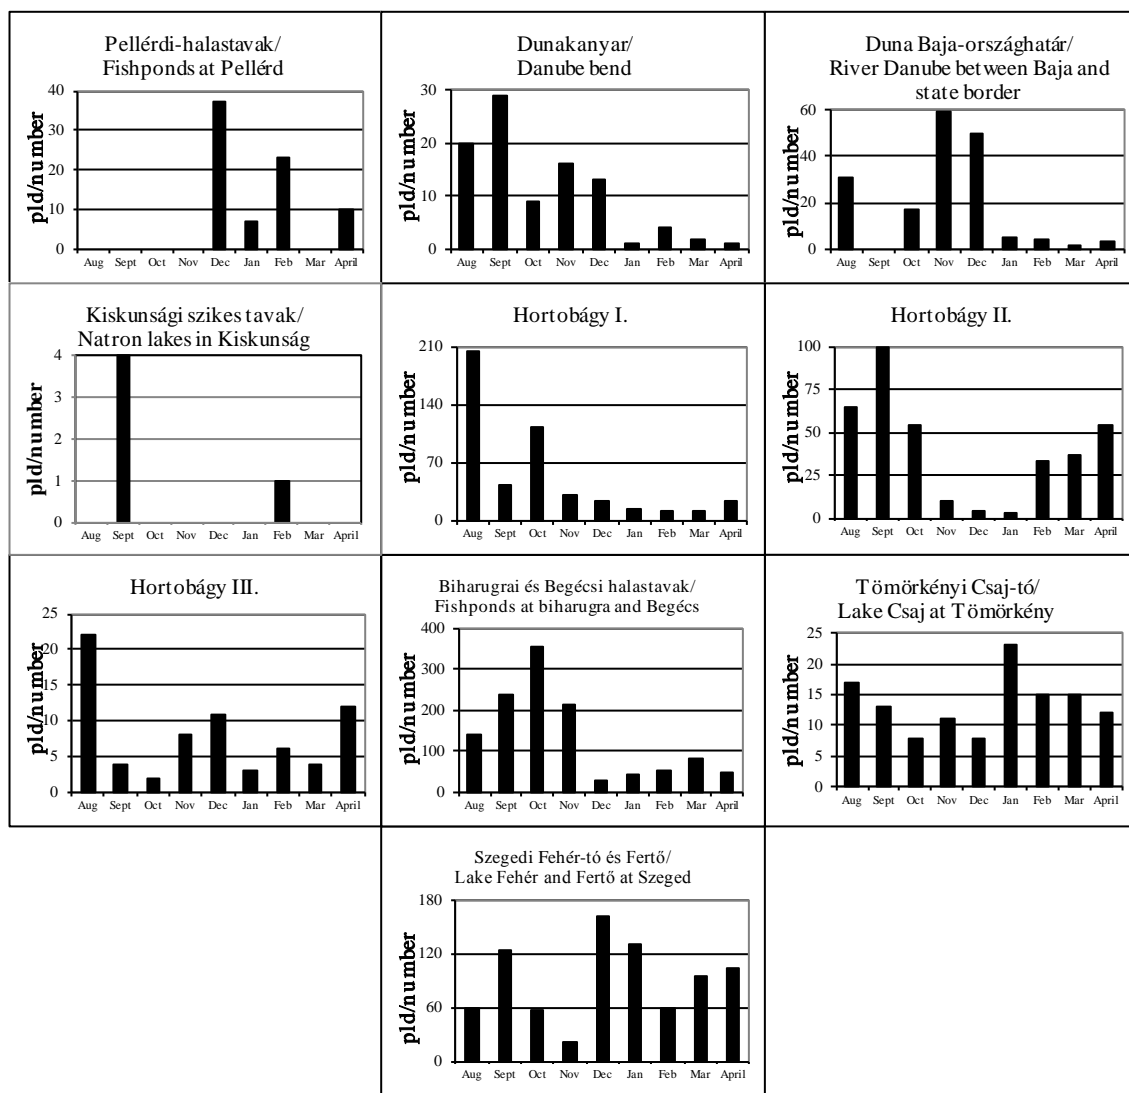 Pellérdi-halastavak/
Fishponds at Pellérd
pld/number
40
30
20
10
0
Aug Sept Oct Nov Dec Jan Feb Mar April
Dunakanyar/
Danube bend
pld/number
30
20
10
0
Aug Sept Oct Nov Dec Jan Feb Mar April
Duna Baja-országhatár/
River Danube between Baja and
state border
pld/number
60
40
20
0
Aug Sept Oct Nov Dec Jan Feb Mar April
Kiskunsági szikes tavak/
Natron lakes in Kiskunság
pld/number
4
3
2
1
0
Aug Sept Oct Nov Dec Jan Feb Mar April
Hortobágy I.
pld/number
210
140
70
0
Aug Sept Oct Nov Dec Jan Feb Mar April
Hortobágy II.
pld/number
100
75
50
25
0
Aug Sept Oct Nov Dec Jan Feb Mar April
Hortobágy III.
pld/number
25
20
15
10
5
0
Aug Sept Oct Nov Dec Jan Feb Mar April
Biharugrai és Begécsi halastavak/
Fishponds at biharugra and Begécs
pld/number
400
300
200
100
0
Aug Sept Oct Nov Dec Jan Feb Mar April
Tömörkényi Csaj-tó/
Lake Csaj at Tömörkény
pld/number
25
20
15
10
5
0
Aug Sept Oct Nov Dec Jan Feb Mar April
Szegedi Fehér-tó és Fertő/
Lake Fehér and Fertő at Szeged
pld/number
180
120
60
0
Aug Sept Oct Nov Dec Jan Feb Mar April